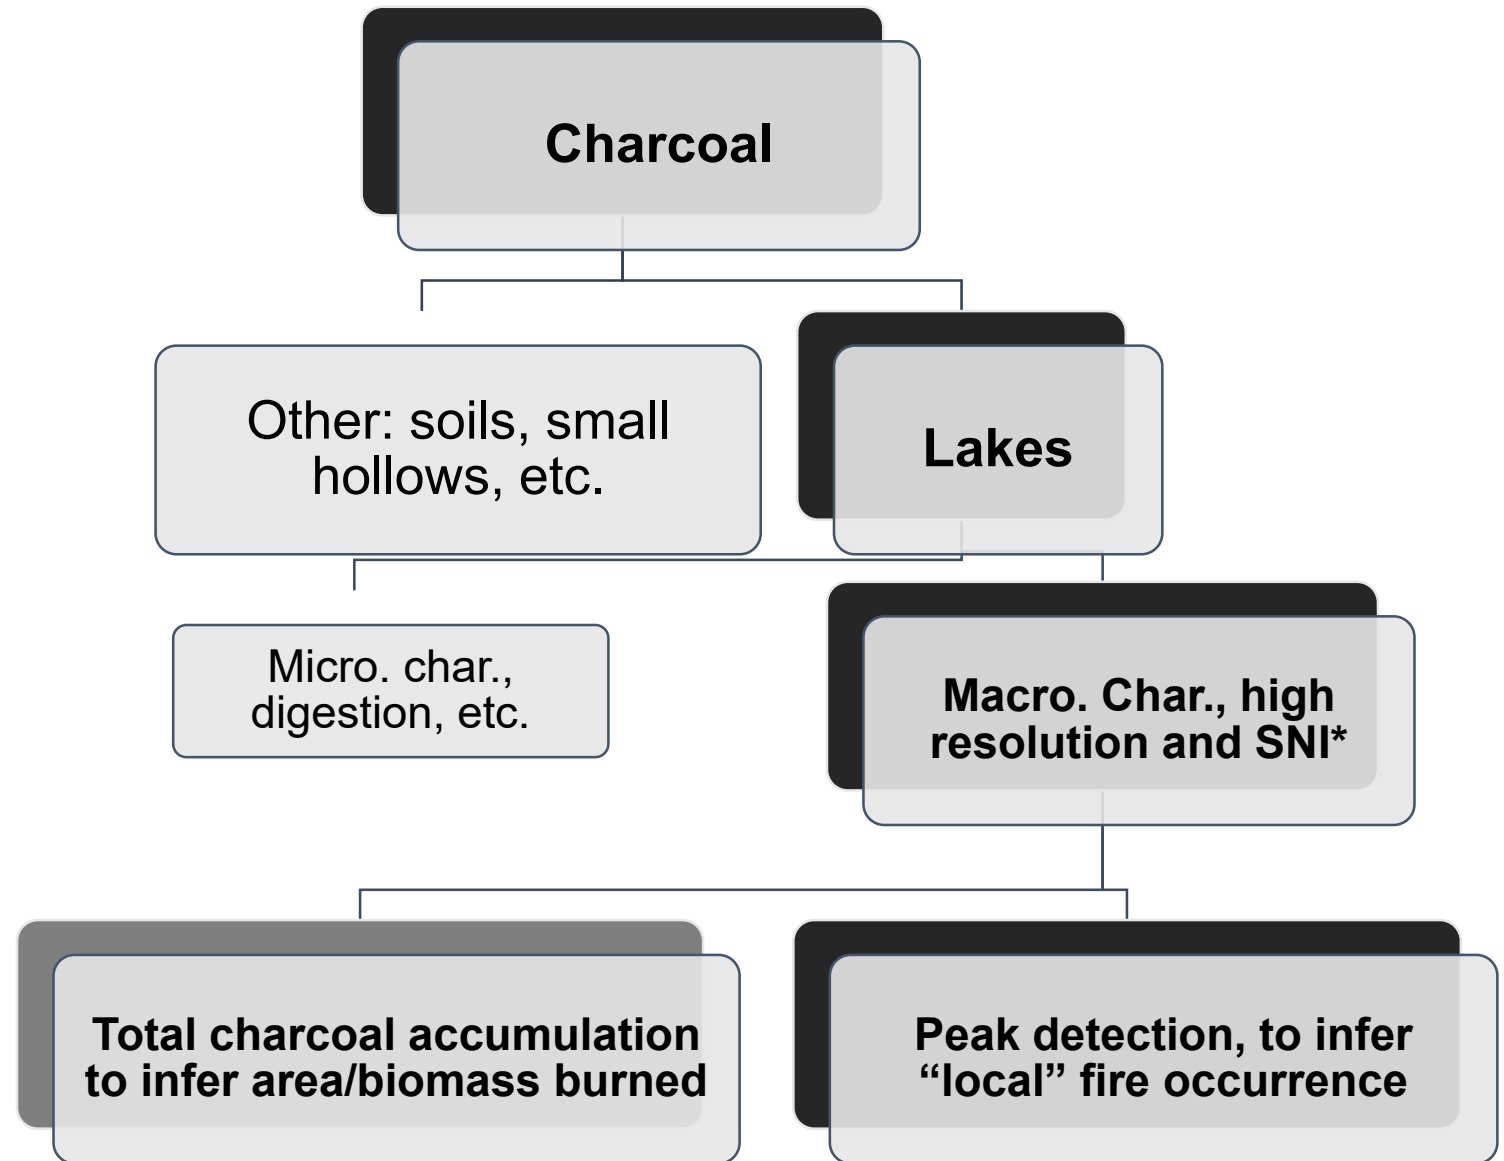 Charcoal
Other: soils, small
hollows, etc.
Lakes
Micro. char.,
digestion, etc.
Macro. Char., high
resolution and SNI*
Total charcoal accumulation
to infer area/biomass burned
Peak detection, to infer
“local” fire occurrence